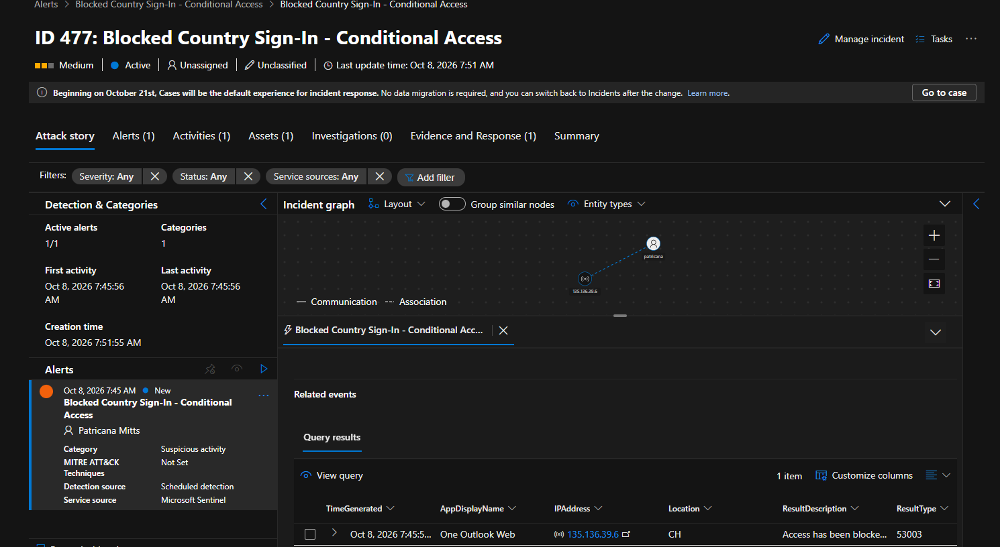 Alerts > Blocked Country Sign-In - Conditional Access > Blocked Country Sign-In - Conditional Access
ID 477: Blocked Country Sign-In - Conditional Access
Manage incident
Tasks
Medium
Active
Unassigned
Unclassified
Last update time: Oct 8, 2026 7:51 AM
Beginning on October 21st, Cases will be the default experience for incident response. No data migration is required, and you can switch back to Incidents after the change. Learn more.
Go to case
Attack story
Alerts (1)
Activities (1)
Assets (1)
Investigations (0)
Evidence and Response (1)
Summary
Filters:
Severity: Any
Status: Any
Service sources: Any
Add filter
Detection & Categories
Active alerts
1/1
Categories
1
First activity
Oct 8, 2026 7:45:56
AM
Last activity
Oct 8, 2026 7:45:56
AM
Creation time
Oct 8, 2026 7:51:55 AM
Alerts
Oct 8, 2026 7:45 AM
New
Blocked Country Sign-In - Conditional
Access
Patricana Mitts
Category
Suspicious activity
MITRE ATT&CK
Techniques
Not Set
Detection source
Scheduled detection
Service source
Microsoft Sentinel
Incident graph
Layout
Group similar nodes
Entity types
patricana
135.136.39.6
Communication
Association
Blocked Country Sign-In - Conditional Acc...
Related events
Query results
View query
1 item
Customize columns
TimeGenerated
AppDisplayName
IPAddress
Location
ResultDescription
ResultType
Oct 8, 2026 7:45:5...
One Outlook Web
135.136.39.6
CH
Access has been blocke...
53003